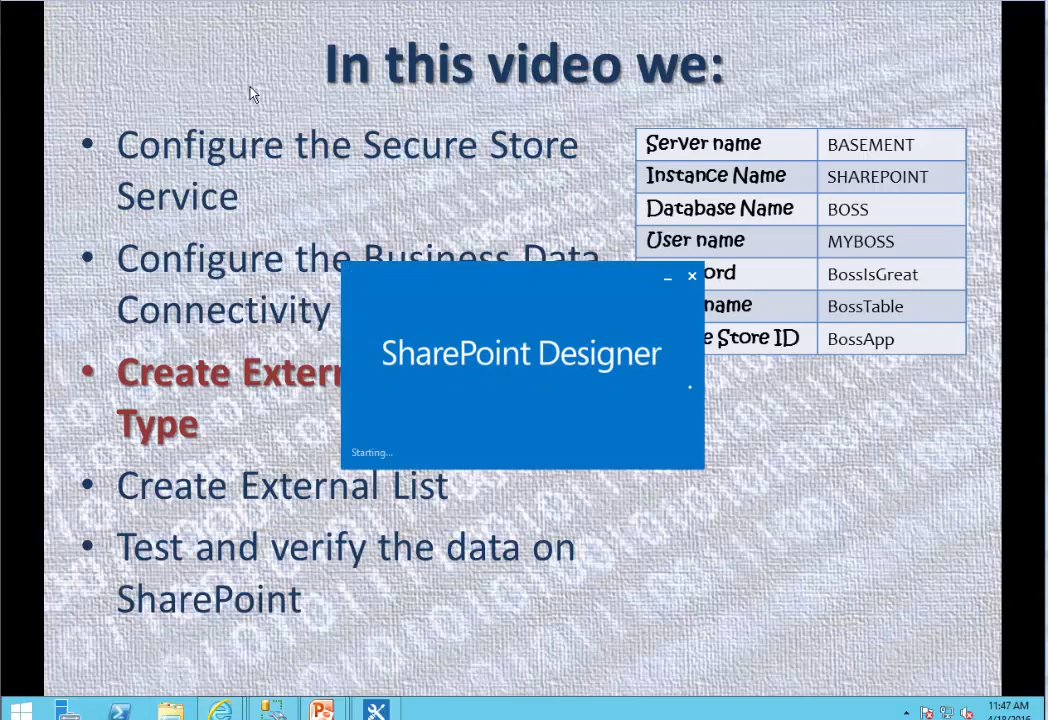 In this video we:
• Configure the Secure Store
Service
• Configure the Business Data
Connectivity
• Create Extern
Type
• Create External List
• Test and verify the data on
SharePoint
Server name BASEMENT
Instance Name SHAREPOINT
Database Name BOSS
User name MYBOSS
ord BossIsGreat
name BossTable
e Store ID BossApp
SharePoint Designer
Starting...
11:47 AM
4/18/2016